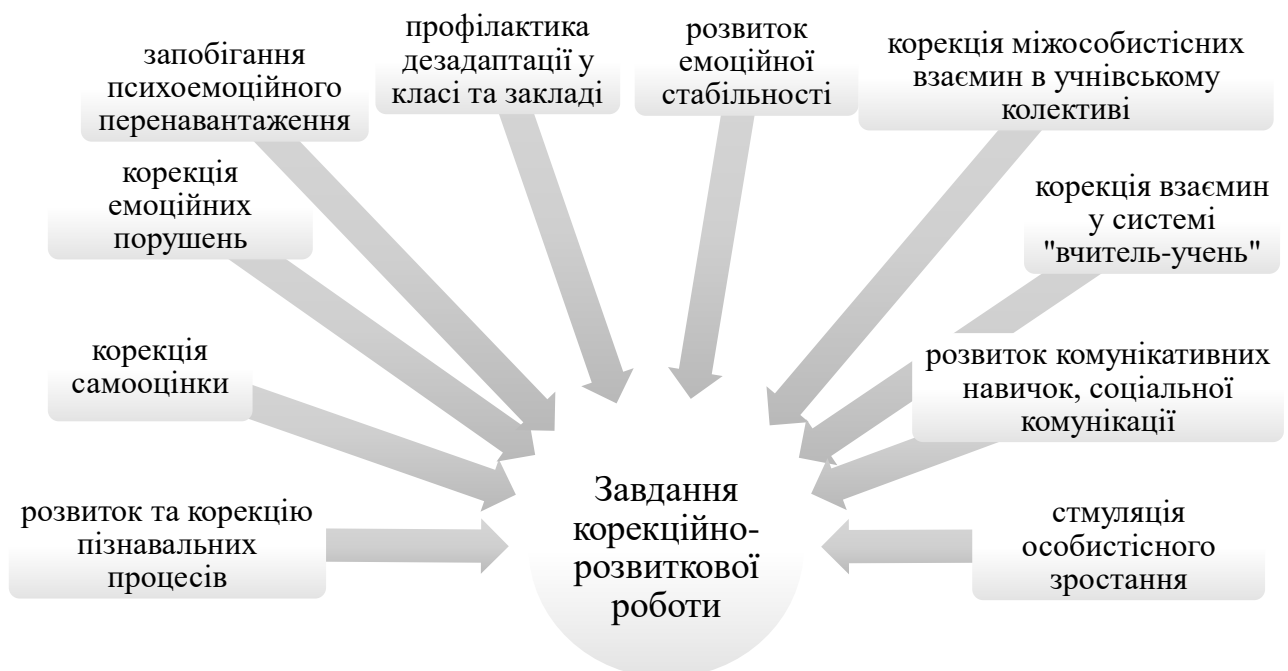 запобігання
психоемоційного
перенавантаження
профілактика
дезадаптації у
класі та закладі
розвиток
емоційної
стабільності
корекція міжособистісних
взаємин в учнівському
колективі
корекція
емоційних
порушень
корекція взаємин
у системі
"вчитель-учень"
корекція
самооцінки
розвиток комунікативних
навичок, соціальної
комунікації
розвиток та корекцію
пізнавальних
процесів
Завдання
корекційно-
розвиткової
роботи
стмуляція
особистісного
зростання